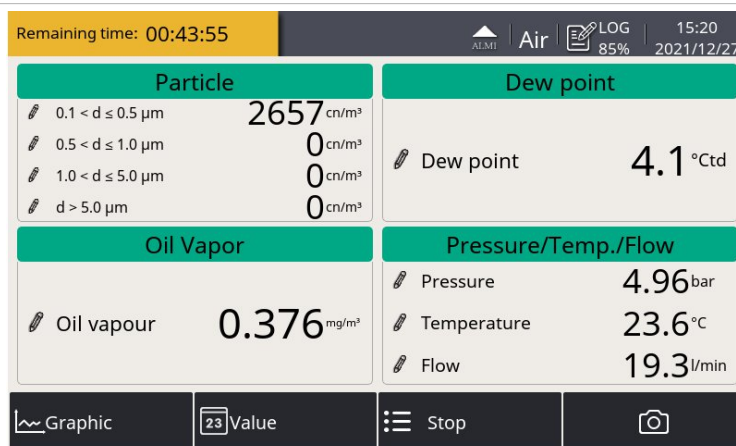 Remaining time: 00:43:55
ALM1
Air
LOG
85%
15:20
2021/12/27
Particle
0.1 < d ≤ 0.5 µm 2657 cn/m³
0.5 < d ≤ 1.0 µm 0 cn/m³
1.0 < d ≤ 5.0 µm 0 cn/m³
d > 5.0 µm 0 cn/m³
Dew point
Dew point 4.1 °Ctd
Oil Vapor
Oil vapour 0.376 mg/m³
Pressure/Temp./Flow
Pressure 4.96 bar
Temperature 23.6 °C
Flow 19.3 l/min
Graphic
23 Value
Stop